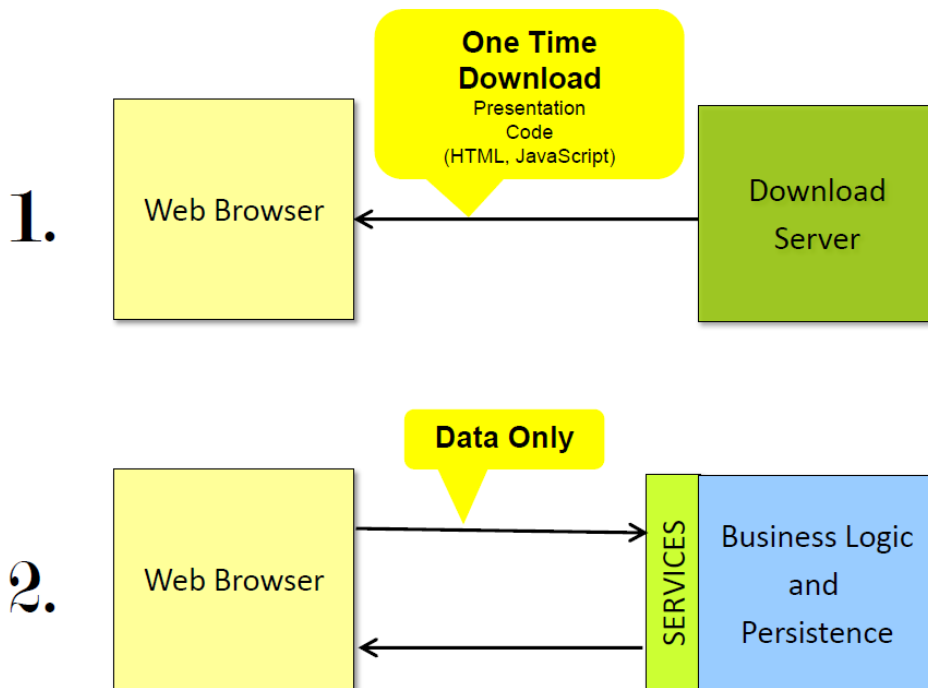 One Time
Download
Presentation
Code
(HTML, JavaScript)
1.
Web Browser
Download
Server
Data Only
2.
Web Browser
SERVICES
Business Logic
and
Persistence